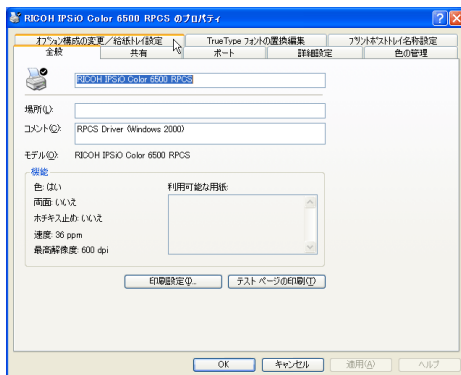 RICOH IPSiO Color 6500 RPCS のプロパティ
オプション構成の変更／給紙トレイ設定 TrueType フォントの置換編集 プリントポストトレイ名称設定
全般 共有 ポート 詳細設定 色の管理
RICOH IPSiO Color 6500 RPCS
場所(L):
コメント(C): RPCS Driver (Windows 2000)
モデル(O): RICOH IPSiO Color 6500 RPCS
機能
色: はい 利用可能な用紙:
両面: いいえ
ホチキス止め: いいえ
速度: 36 ppm
最高解像度: 600 dpi
印刷設定(I)... テスト ページの印刷(T)
OK キャンセル 適用(A) ヘルプ